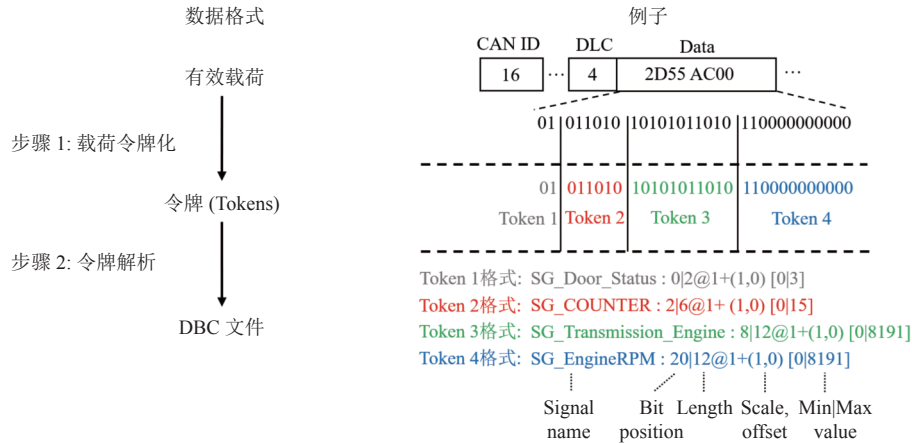 数据格式
例子
CAN ID
DLC
Data
16
···
4
2D55 AC00
···
有效载荷
01
011010
10101011010
110000000000
步骤 1: 载荷令牌化
01
011010
10101011010
110000000000
令牌 (Tokens)
Token 1
Token 2
Token 3
Token 4
步骤 2: 令牌解析
Token 1格式: SG_Door_Status : 0|2@1+(1,0) [0|3]
Token 2格式: SG_COUNTER : 2|6@1+ (1,0) [0|15]
Token 3格式: SG_Transmission_Engine : 8|12@1+(1,0) [0|8191]
Token 4格式: SG_EngineRPM : 20|12@1+(1,0) [0|8191]
DBC 文件
Signal name
Bit position
Length
Scale, offset
Min|Max value